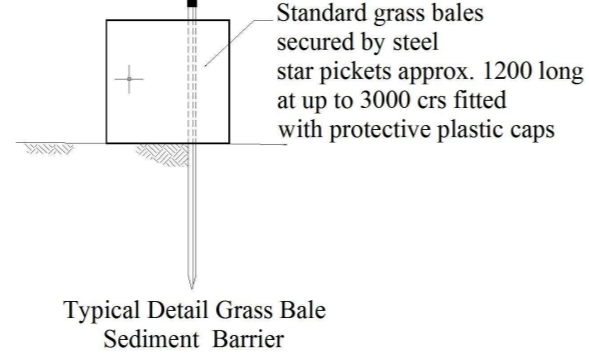 Standard grass bales
secured by steel
star pickets approx. 1200 long
at up to 3000 crs fitted
with protective plastic caps
Typical Detail Grass Bale
Sediment Barrier